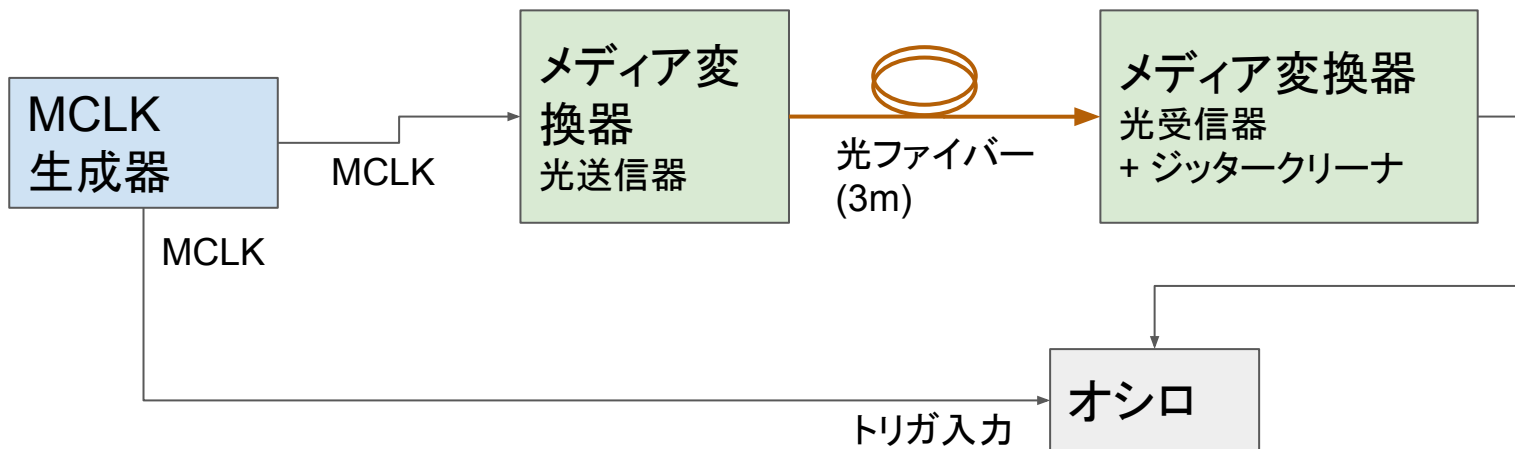 MCLK
生成器
MCLK
メディア変
換器
光送信器
光ファイバー
(3m)
メディア変換器
光受信器
+ ジッタークリーナ
MCLK
トリガ入力
オシロ